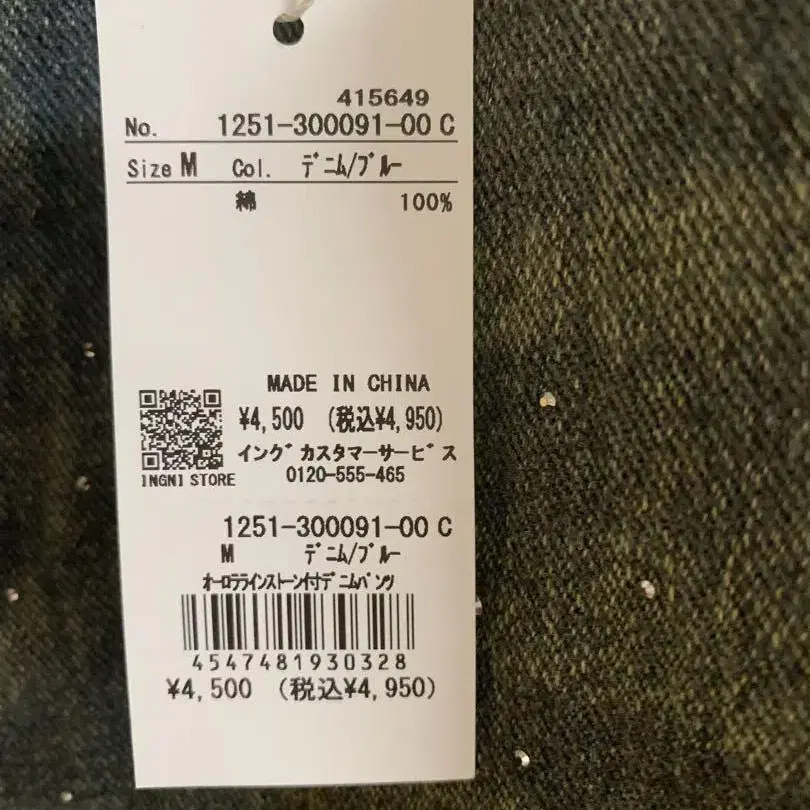 415649
No. 1251-300091-00 C
Size M Col. デニム/ブルー
綿 100%
MADE IN CHINA
¥4,500 (税込¥4,950)
イング カスタマーサービス
INGNI STORE 0120-555-465
1251-300091-00 C
M デニム/ブルー
オーロララインストーン付デニムパンツ
4547481930328
¥4,500 (税込¥4,950)